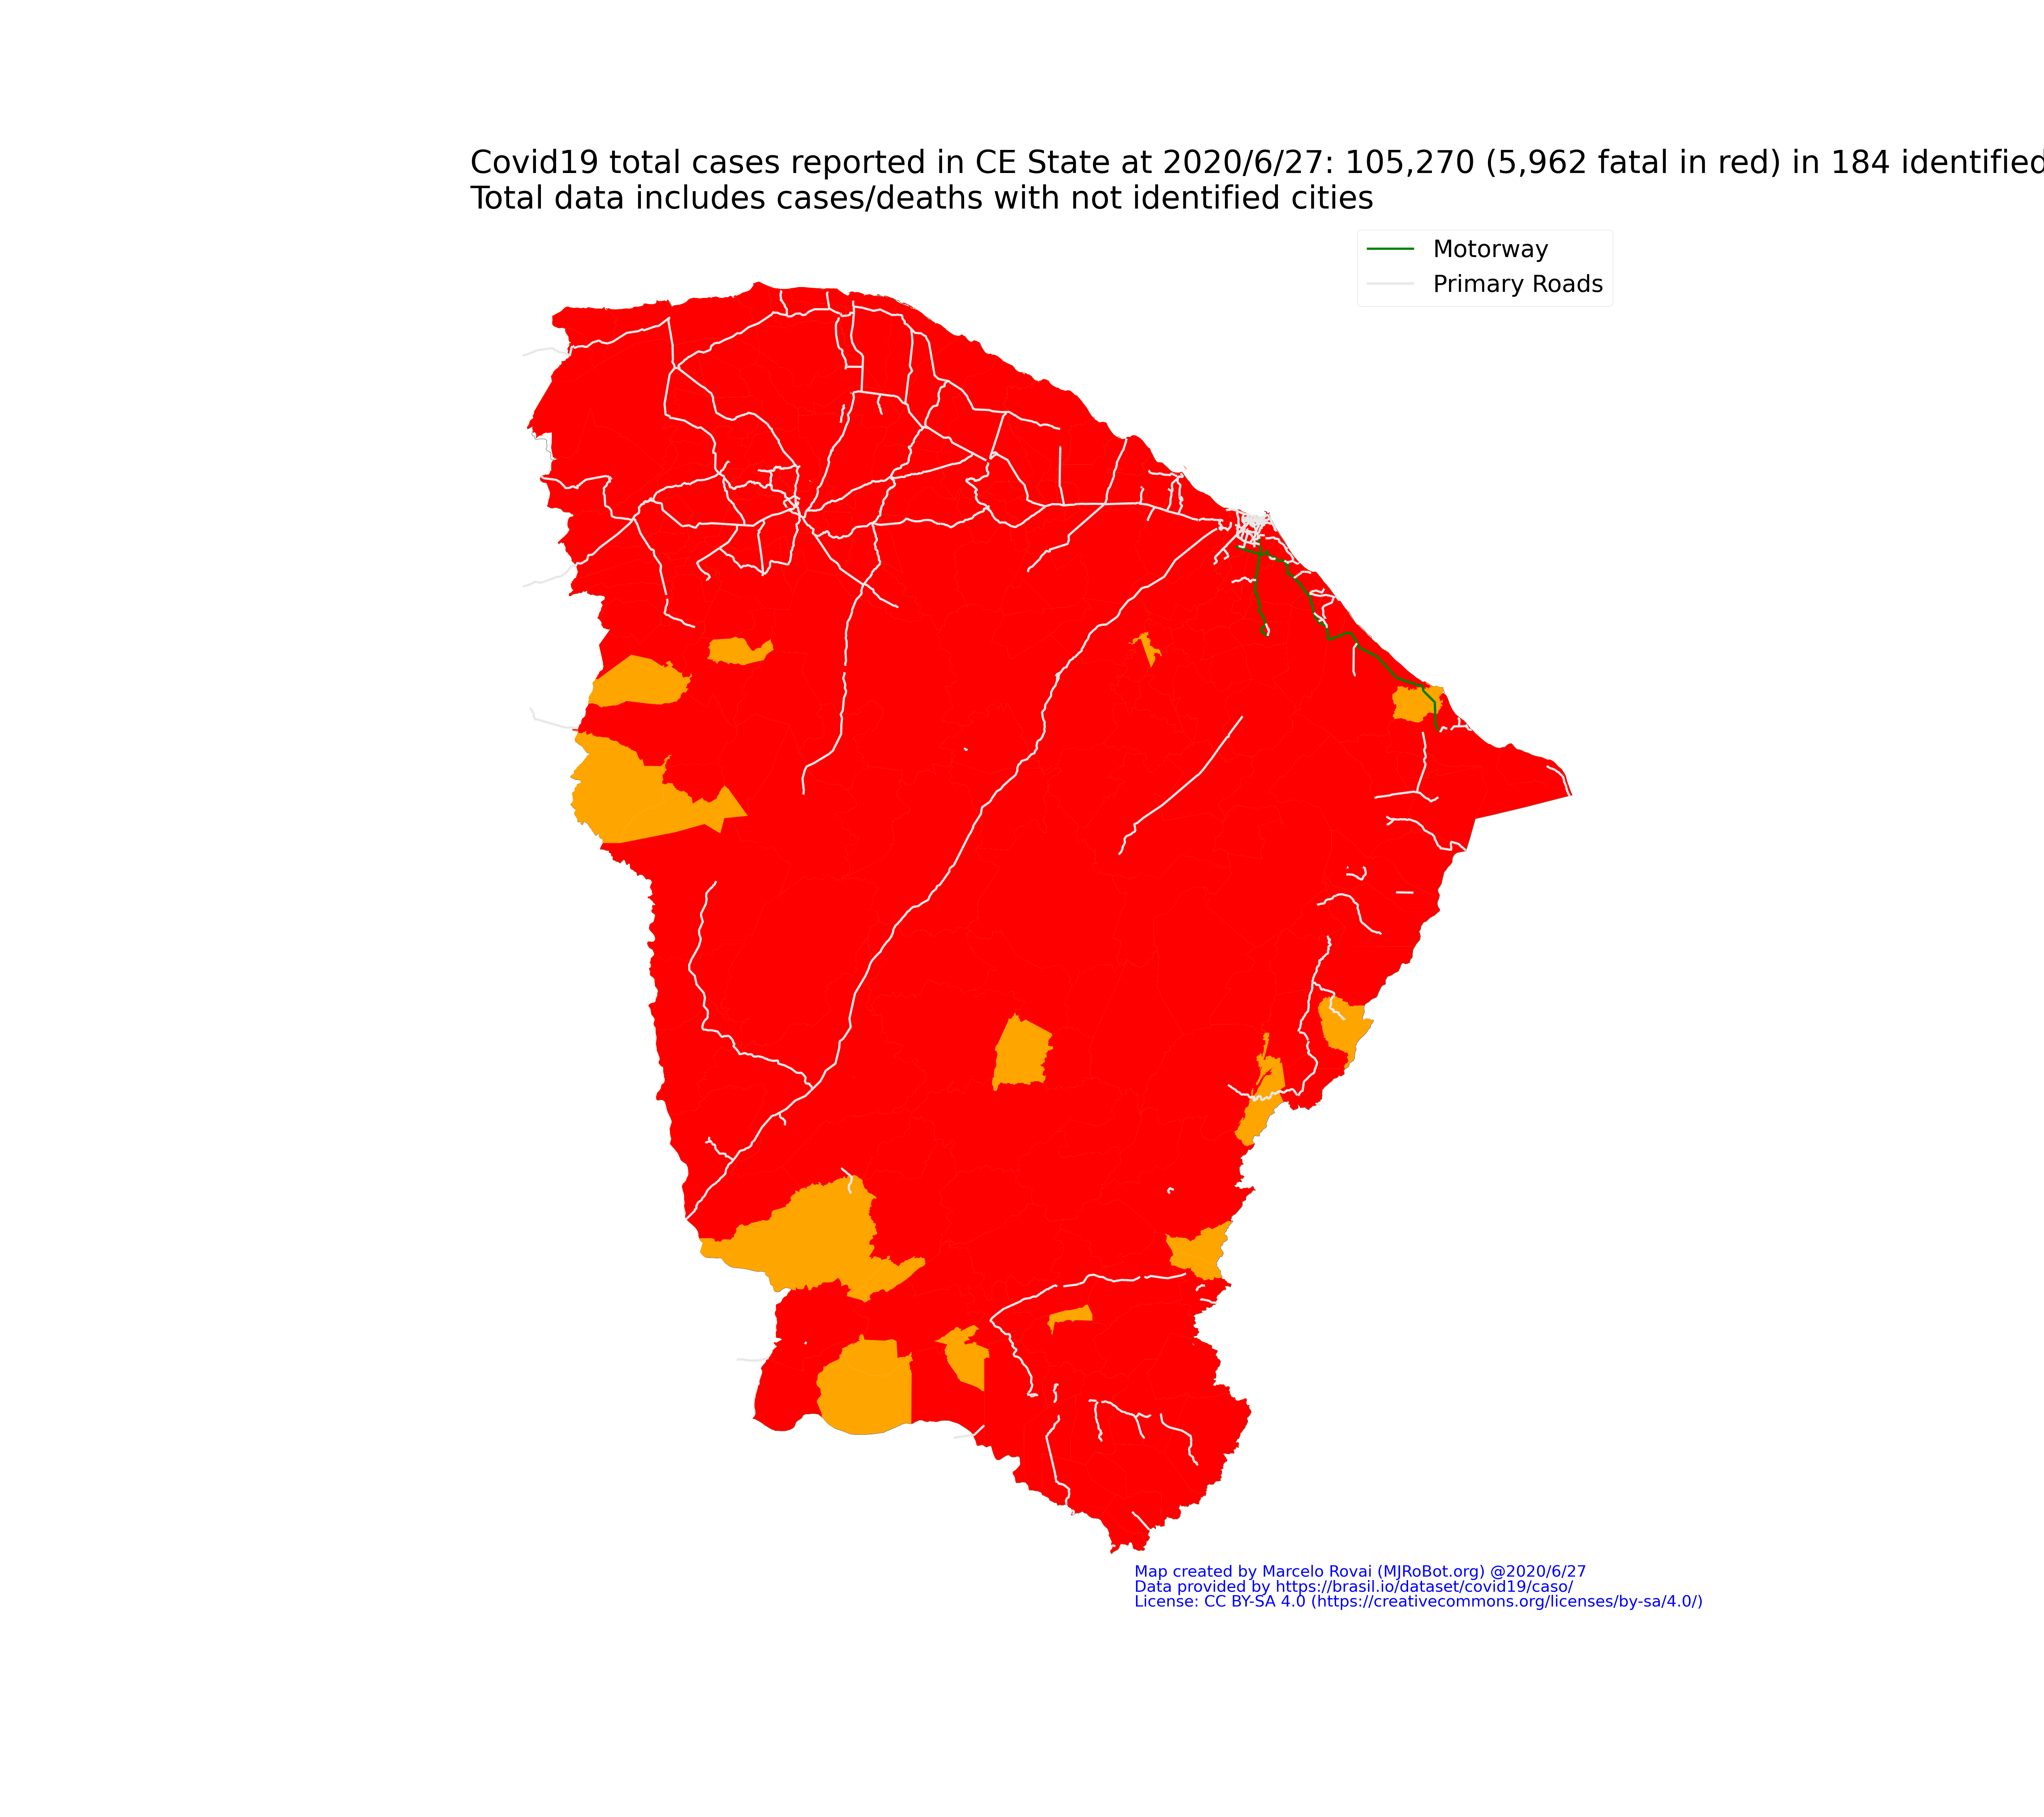 Covid19 total cases reported in CE State at 2020/6/27: 105,270 (5,962 fatal in red) in 184 identified
Total data includes cases/deaths with not identified cities
Motorway
Primary Roads
Map created by Marcelo Rovai (MJRoBot.org) @2020/6/27
Data provided by https://brasil.io/dataset/covid19/caso/
License: CC BY-SA 4.0 (https://creativecommons.org/licenses/by-sa/4.0/)